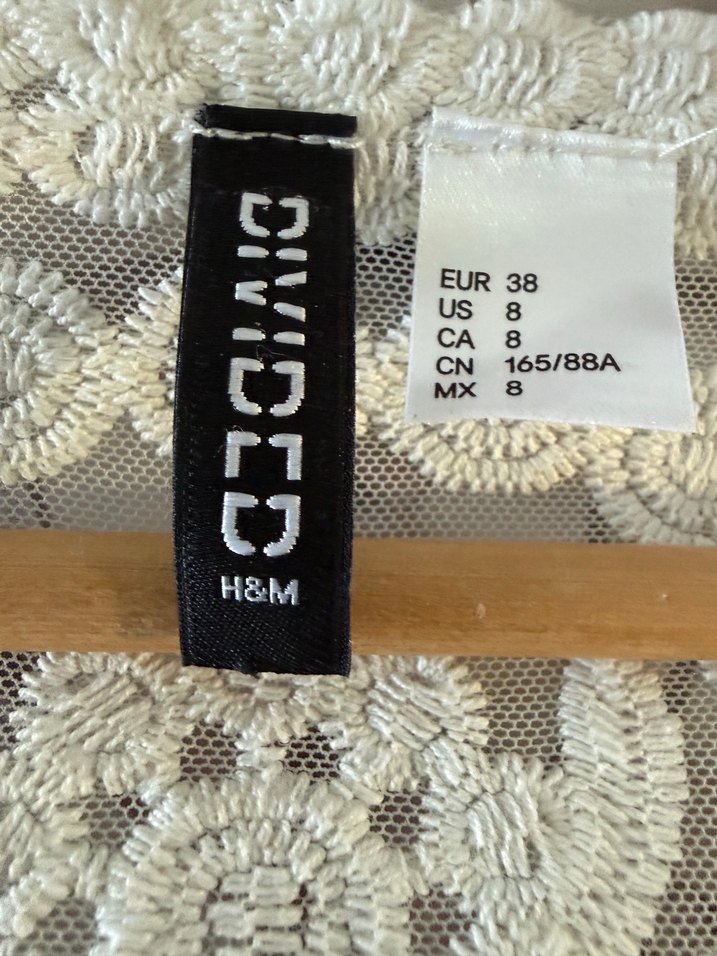 DIVIDED
H&M
EUR 38
US 8
CA 8
CN 165/88A
MX 8